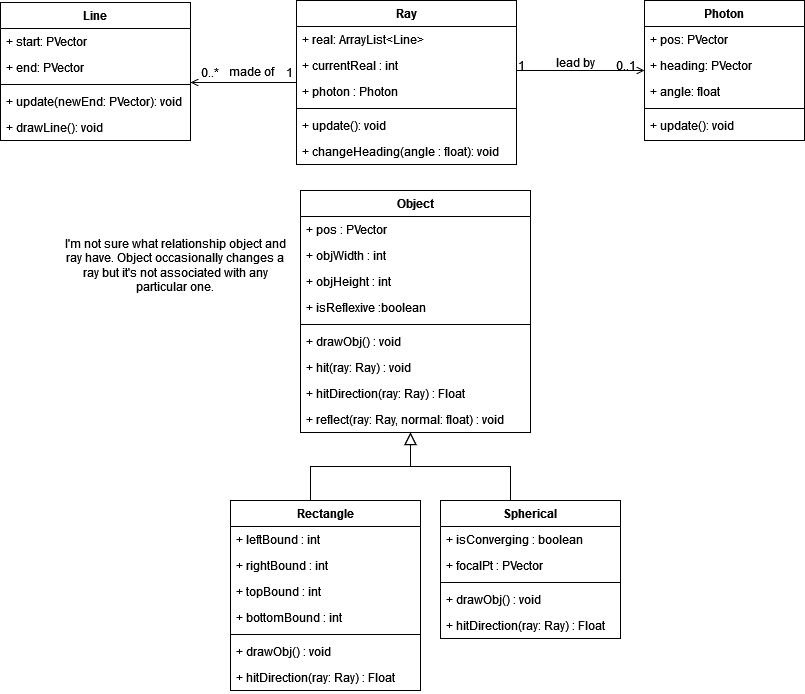 Line
+ start: PVector
+ end: PVector
+ update(newEnd: PVector): void
+ drawLine(): void
0..* made of 1
Ray
+ real: ArrayList<Line>
+ currentReal : int
+ photon : Photon
+ update(): void
+ changeHeading(angle : float): void
1 lead by 0..1
Photon
+ pos: PVector
+ heading: PVector
+ angle: float
+ update(): void
I'm not sure what relationship object and
ray have. Object occasionally changes a
ray but it's not associated with any
particular one.
Object
+ pos : PVector
+ objWidth : int
+ objHeight : int
+ isReflexive :boolean
+ drawObj() : void
+ hit(ray: Ray) : void
+ hitDirection(ray: Ray) : Float
+ reflect(ray: Ray, normal: float) : void
Rectangle
+ leftBound : int
+ rightBound : int
+ topBound : int
+ bottomBound : int
+ drawObj() : void
+ hitDirection(ray: Ray) : Float
Spherical
+ isConverging : boolean
+ focalPt : PVector
+ drawObj() : void
+ hitDirection(ray: Ray) : Float